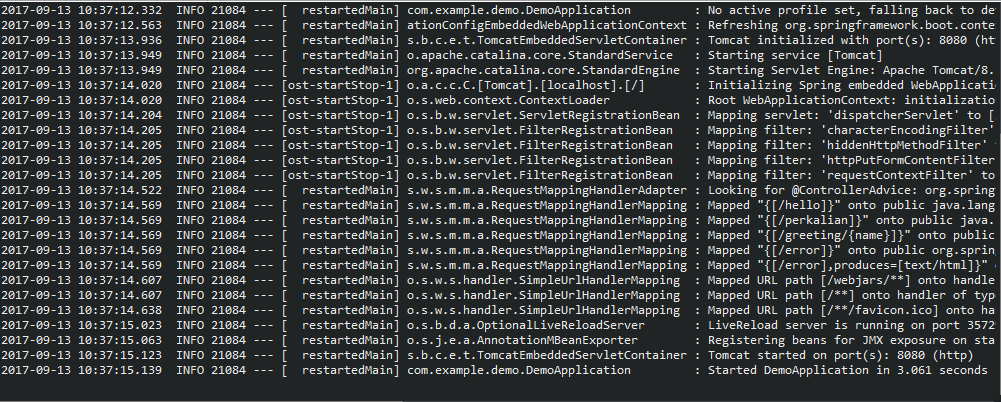 2017-09-13 10:37:12.332  INFO 21084 --- [  restartedMain] com.example.demo.DemoApplication         : No active profile set, falling back to de
2017-09-13 10:37:12.563  INFO 21084 --- [  restartedMain] ationConfigEmbeddedWebApplicationContext : Refreshing org.springframework.boot.conte
2017-09-13 10:37:13.936  INFO 21084 --- [  restartedMain] s.b.c.e.t.TomcatEmbeddedServletContainer : Tomcat initialized with port(s): 8080 (ht
2017-09-13 10:37:13.949  INFO 21084 --- [  restartedMain] o.apache.catalina.core.StandardService   : Starting service [Tomcat]
2017-09-13 10:37:13.949  INFO 21084 --- [  restartedMain] org.apache.catalina.core.StandardEngine  : Starting Servlet Engine: Apache Tomcat/8.
2017-09-13 10:37:14.020  INFO 21084 --- [ost-startStop-1] o.a.c.c.C.[Tomcat].[localhost].[/]       : Initializing Spring embedded WebApplicatio
2017-09-13 10:37:14.020  INFO 21084 --- [ost-startStop-1] o.s.web.context.ContextLoader            : Root WebApplicationContext: initializatio
2017-09-13 10:37:14.204  INFO 21084 --- [ost-startStop-1] o.s.b.w.servlet.ServletRegistrationBean  : Mapping servlet: 'dispatcherServlet' to [
2017-09-13 10:37:14.205  INFO 21084 --- [ost-startStop-1] o.s.b.w.servlet.FilterRegistrationBean   : Mapping filter: 'characterEncodingFilter'
2017-09-13 10:37:14.205  INFO 21084 --- [ost-startStop-1] o.s.b.w.servlet.FilterRegistrationBean   : Mapping filter: 'hiddenHttpMethodFilter'
2017-09-13 10:37:14.205  INFO 21084 --- [ost-startStop-1] o.s.b.w.servlet.FilterRegistrationBean   : Mapping filter: 'httpPutFormContentFilter
2017-09-13 10:37:14.205  INFO 21084 --- [ost-startStop-1] o.s.b.w.servlet.FilterRegistrationBean   : Mapping filter: 'requestContextFilter' to
2017-09-13 10:37:14.522  INFO 21084 --- [  restartedMain] s.w.s.m.m.a.RequestMappingHandlerAdapter : Looking for @ControllerAdvice: org.spring
2017-09-13 10:37:14.569  INFO 21084 --- [  restartedMain] s.w.s.m.m.a.RequestMappingHandlerMapping : Mapped "{[/hello]}" onto public java.lang
2017-09-13 10:37:14.569  INFO 21084 --- [  restartedMain] s.w.s.m.m.a.RequestMappingHandlerMapping : Mapped "{[/perkalian]}" onto public java.
2017-09-13 10:37:14.569  INFO 21084 --- [  restartedMain] s.w.s.m.m.a.RequestMappingHandlerMapping : Mapped "{[/greeting/{name}]}" onto public
2017-09-13 10:37:14.569  INFO 21084 --- [  restartedMain] s.w.s.m.m.a.RequestMappingHandlerMapping : Mapped "{[/error]}" onto public org.sprin
2017-09-13 10:37:14.569  INFO 21084 --- [  restartedMain] s.w.s.m.m.a.RequestMappingHandlerMapping : Mapped "{[/error],produces=[text/html]}"
2017-09-13 10:37:14.607  INFO 21084 --- [  restartedMain] o.s.w.s.handler.SimpleUrlHandlerMapping  : Mapped URL path [/webjars/**] onto handle
2017-09-13 10:37:14.607  INFO 21084 --- [  restartedMain] o.s.w.s.handler.SimpleUrlHandlerMapping  : Mapped URL path [/**] onto handler of typ
2017-09-13 10:37:14.638  INFO 21084 --- [  restartedMain] o.s.w.s.handler.SimpleUrlHandlerMapping  : Mapped URL path [/**/favicon.ico] onto ha
2017-09-13 10:37:15.023  INFO 21084 --- [  restartedMain] o.s.b.d.a.OptionalLiveReloadServer       : LiveReload server is running on port 3572
2017-09-13 10:37:15.063  INFO 21084 --- [  restartedMain] o.s.j.e.a.AnnotationMBeanExporter        : Registering beans for JMX exposure on sta
2017-09-13 10:37:15.123  INFO 21084 --- [  restartedMain] s.b.c.e.t.TomcatEmbeddedServletContainer : Tomcat started on port(s): 8080 (http)
2017-09-13 10:37:15.139  INFO 21084 --- [  restartedMain] com.example.demo.DemoApplication         : Started DemoApplication in 3.061 seconds